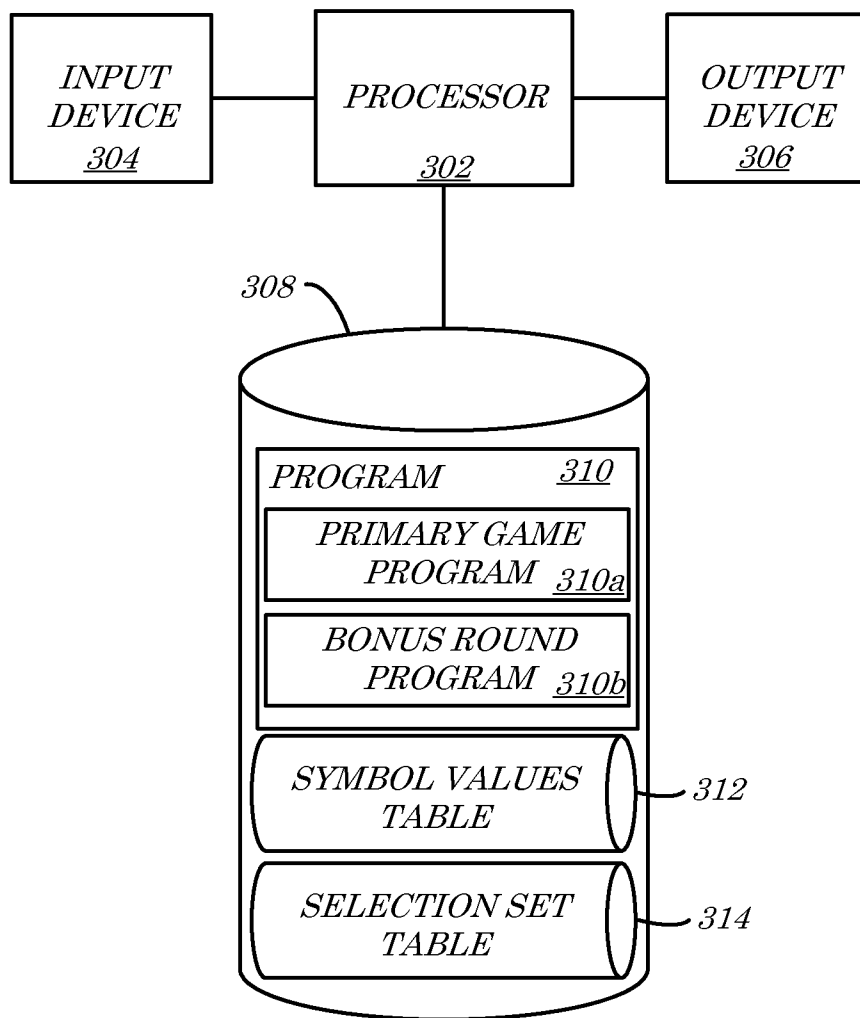 INPUT
DEVICE
304
PROCESSOR
302
OUTPUT
DEVICE
306
308
PROGRAM 310
PRIMARY GAME
PROGRAM 310a
BONUS ROUND
PROGRAM 310b
SYMBOL VALUES
TABLE
312
SELECTION SET
TABLE
314